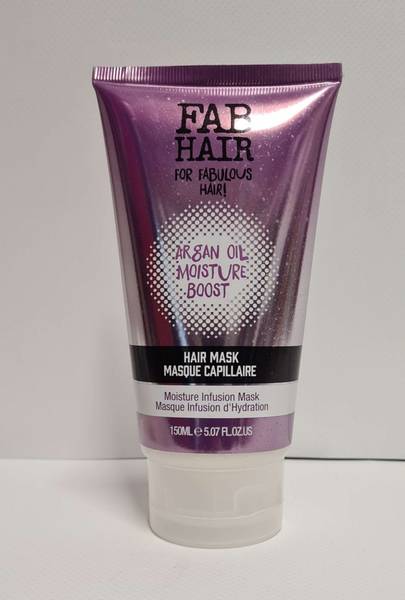 FAB
HAIR
FOR FABULOUS
HAIR!
ARGAN OIL
MOISTURE
BOOST
HAIR MASK
MASQUE CAPILLAIRE
Moisture Infusion Mask
Masque Infusion d'Hydration
150ML ℮ 5.07 FL.OZ.US